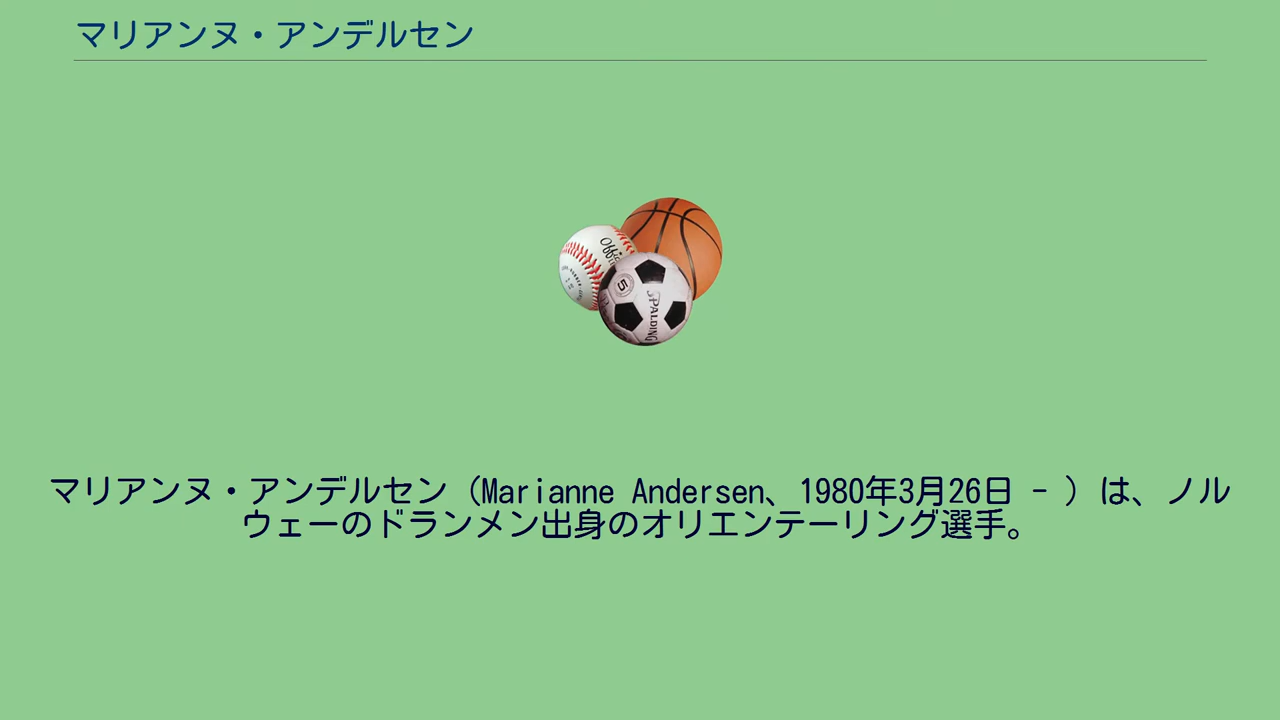 マリアンヌ・アンデルセン
Offic
5
SPALDING
マリアンヌ・アンデルセン（Marianne Andersen、1980年3月26日 - ）は、ノル
ウェーのドランメン出身のオリエンテーリング選手。